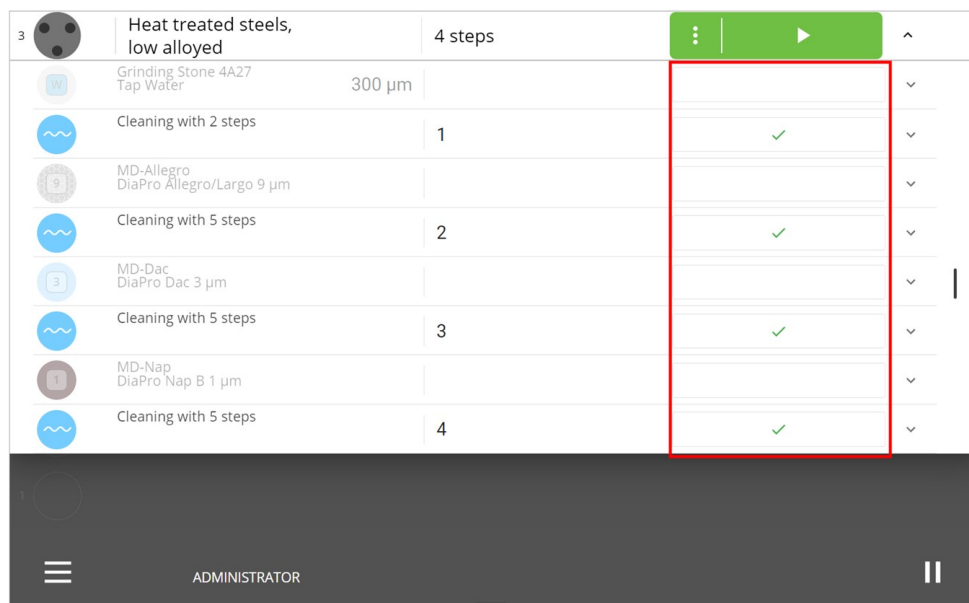 3
Heat treated steels,
low alloyed
4 steps
Grinding Stone 4A27
Tap Water
300 µm
W
Cleaning with 2 steps
1
MD-Allegro
DiaPro Allegro/Largo 9 µm
9
Cleaning with 5 steps
2
MD-Dac
DiaPro Dac 3 µm
3
Cleaning with 5 steps
3
MD-Nap
DiaPro Nap B 1 µm
1
Cleaning with 5 steps
4
1
ADMINISTRATOR